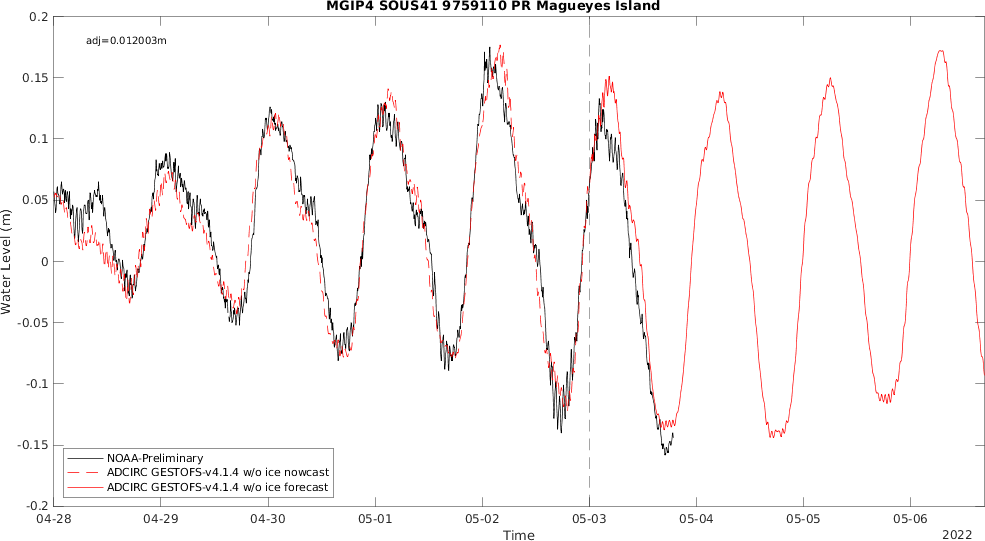 MGIP4 SOUS41 9759110 PR Magueyes Island
adj=0.012003m
0.2
0.15
0.1
0.05
0
-0.05
-0.1
-0.15
-0.2
Water Level (m)
NOAA-Preliminary
ADCIRC GESTOFS-v4.1.4 w/o ice nowcast
ADCIRC GESTOFS-v4.1.4 w/o ice forecast
04-28 04-29 04-30 05-01 05-02 05-03 05-04 05-05 05-06
Time
2022